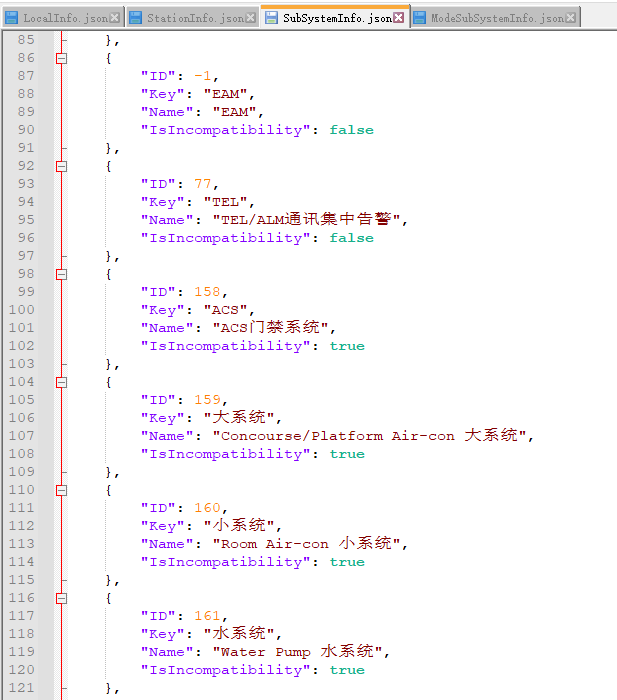 LocalInfo.json StationInfo.json SubSystemInfo.json ModeSubSystemInfo.json
85 },
86 {
87 "ID": -1,
88 "Key": "EAM",
89 "Name": "EAM",
90 "IsIncompatibility": false
91 },
92 {
93 "ID": 77,
94 "Key": "TEL",
95 "Name": "TEL/ALM通讯集中告警",
96 "IsIncompatibility": false
97 },
98 {
99 "ID": 158,
100 "Key": "ACS",
101 "Name": "ACS门禁系统",
102 "IsIncompatibility": true
103 },
104 {
105 "ID": 159,
106 "Key": "大系统",
107 "Name": "Concourse/Platform Air-con 大系统",
108 "IsIncompatibility": true
109 },
110 {
111 "ID": 160,
112 "Key": "小系统",
113 "Name": "Room Air-con 小系统",
114 "IsIncompatibility": true
115 },
116 {
117 "ID": 161,
118 "Key": "水系统",
119 "Name": "Water Pump 水系统",
120 "IsIncompatibility": true
121 },